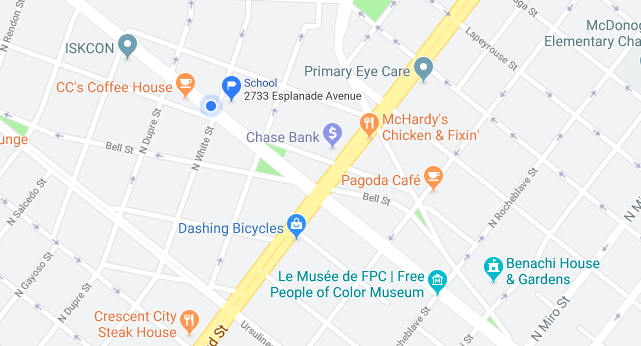 N Rendon St
ISKCON
CC's Coffee House
School
2733 Esplanade Avenue
Primary Eye Care
Lapeyrouse St
Elementary Cha
McHardy's
Chicken & Fixin'
Chase Bank
N Dupre St
N White St
Bell St
Pagoda Café
Bell St
N Rocheblave St
N Salcedo St
Dashing Bicycles
N Gayoso St
N Dupre St
Le Musée de FPC | Free
People of Color Museum
Benachi House
& Gardens
N Miro St
Crescent City
Steak House